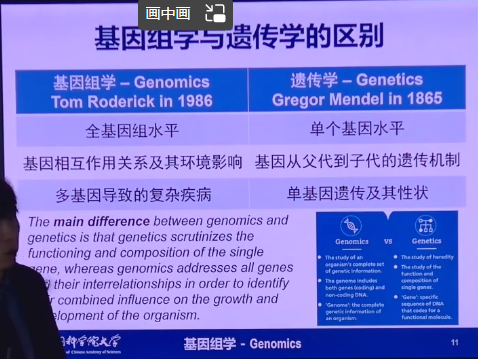 画中画
基因组学与遗传学的区别
基因组学 – Genomics
Tom Roderick in 1986
遗传学 – Genetics
Gregor Mendel in 1865
全基因组水平
单个基因水平
基因相互作用关系及其环境影响
基因从父代到子代的遗传机制
多基因导致的复杂疾病
单基因遗传及其性状
The main difference between genomics and
genetics is that genetics scrutinizes the
functioning and composition of the single
gene, whereas genomics addresses all genes
their interrelationships in order to identify
combined influence on the growth and
development of the organism.
Genomics VS Genetics
The study of an
organism's complete set
of genetic information.
The genome includes
both genes (coding) and
non-coding DNA.
'Genome': the complete
genetic information of
an organism.
The study of heredity
The study of the
function and
composition of
single genes.
'Gene': specific
sequence of DNA
that codes for a
functional molecule.
科学院大学
of Chinese Academy of Sciences
基因组学 - Genomics
11